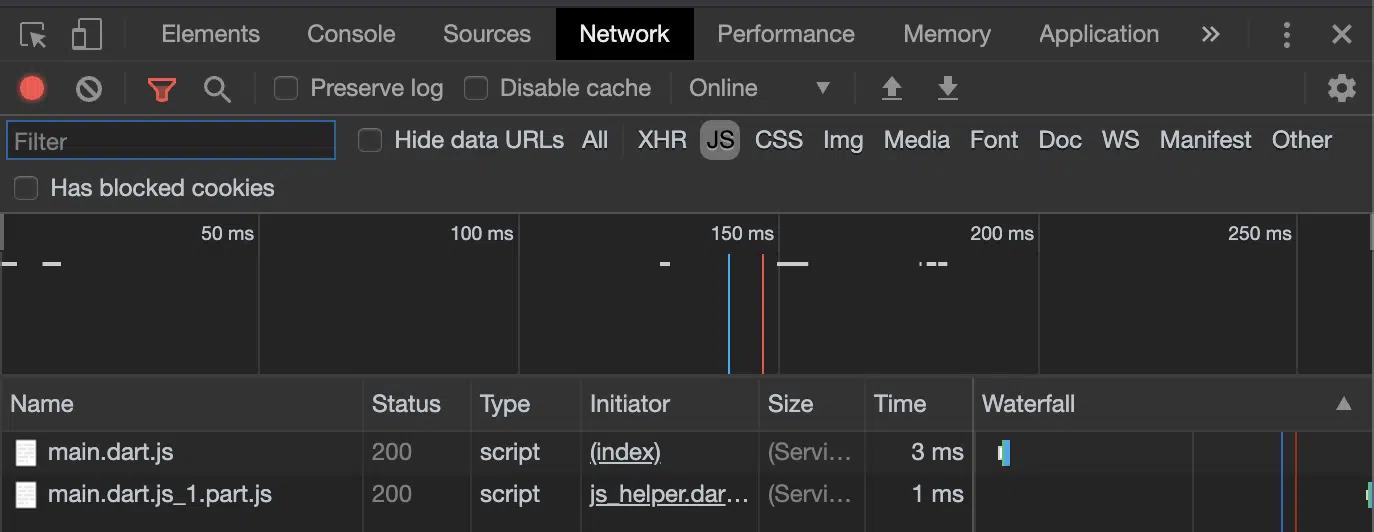 Elements Console Sources Network Performance Memory Application
Preserve log Disable cache Online
Filter Hide data URLs All XHR JS CSS Img Media Font Doc WS Manifest Other
Has blocked cookies
50 ms 100 ms 150 ms 200 ms 250 ms
Name Status Type Initiator Size Time Waterfall
main.dart.js 200 script (index) (Servi… 3 ms
main.dart.js_1.part.js 200 script js_helper.dar… (Servi… 1 ms